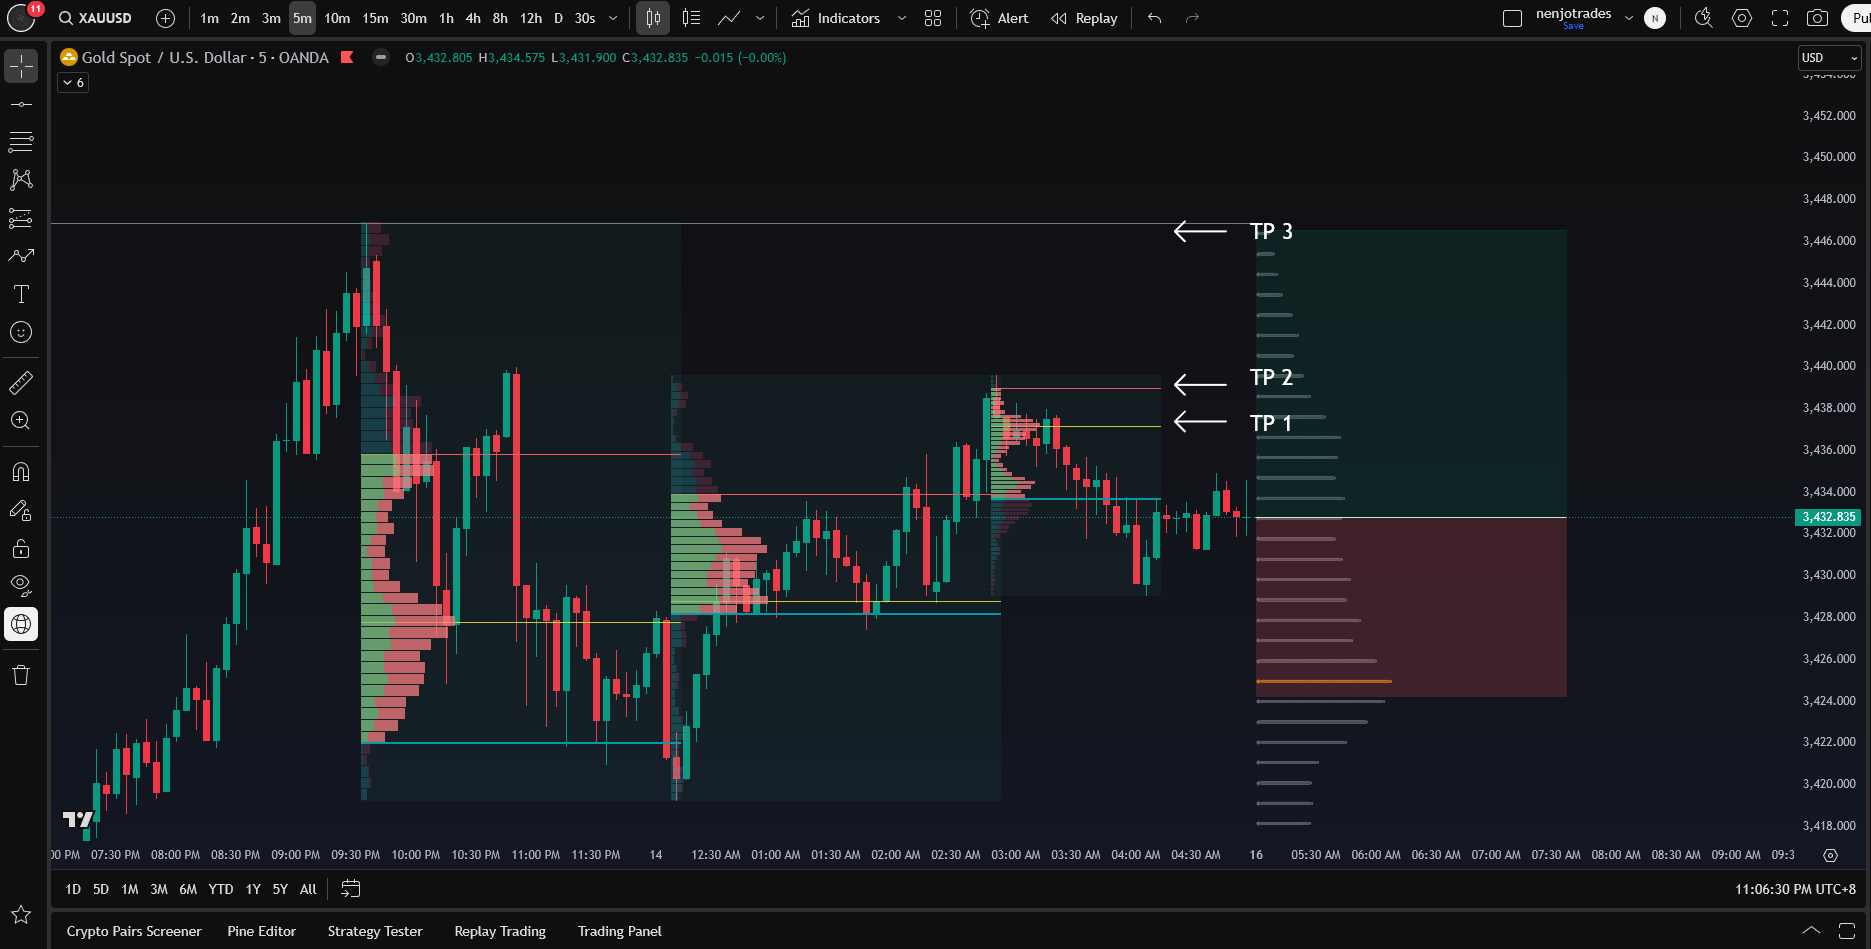 11
XAUUSD
1m 2m 3m 5m 10m 15m 30m 1h 4h 8h 12h D 30s
Indicators
Alert
Replay
nenjotrades
Save
N
Pu
Gold Spot / U.S. Dollar · 5 · OANDA
O3,432.805 H3,434.575 L3,431.900 C3,432.835 −0.015 (−0.00%)
6
USD
3,452.000
3,450.000
3,448.000
3,446.000
3,444.000
3,442.000
3,440.000
3,438.000
3,436.000
3,434.000
3,432.835
3,432.000
3,430.000
3,428.000
3,426.000
3,424.000
3,422.000
3,420.000
3,418.000
TP 3
TP 2
TP 1
00 PM 07:30 PM 08:00 PM 08:30 PM 09:00 PM 09:30 PM 10:00 PM 10:30 PM 11:00 PM 11:30 PM 14 12:30 AM 01:00 AM 01:30 AM 02:00 AM 02:30 AM 03:00 AM 03:30 AM 04:00 AM 04:30 AM 16 05:30 AM 06:00 AM 06:30 AM 07:00 AM 07:30 AM 08:00 AM 08:30 AM 09:00 AM 09:3
1D 5D 1M 3M 6M YTD 1Y 5Y All
11:06:30 PM UTC+8
Crypto Pairs Screener Pine Editor Strategy Tester Replay Trading Trading Panel